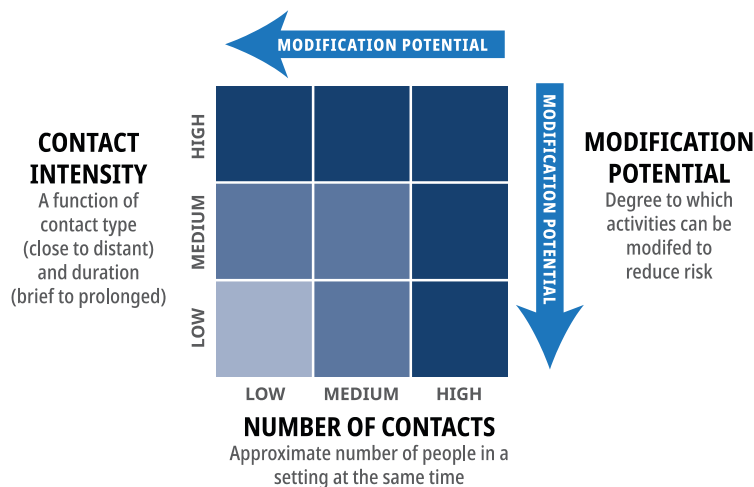 MODIFICATION POTENTIAL
CONTACT
INTENSITY
A function of
contact type
(close to distant)
and duration
(brief to prolonged)
HIGH
MEDIUM
LOW
MODIFICATION POTENTIAL
MODIFICATION
POTENTIAL
Degree to which
activities can be
modifed to
reduce risk
LOW
MEDIUM
HIGH
NUMBER OF CONTACTS
Approximate number of people in a
setting at the same time